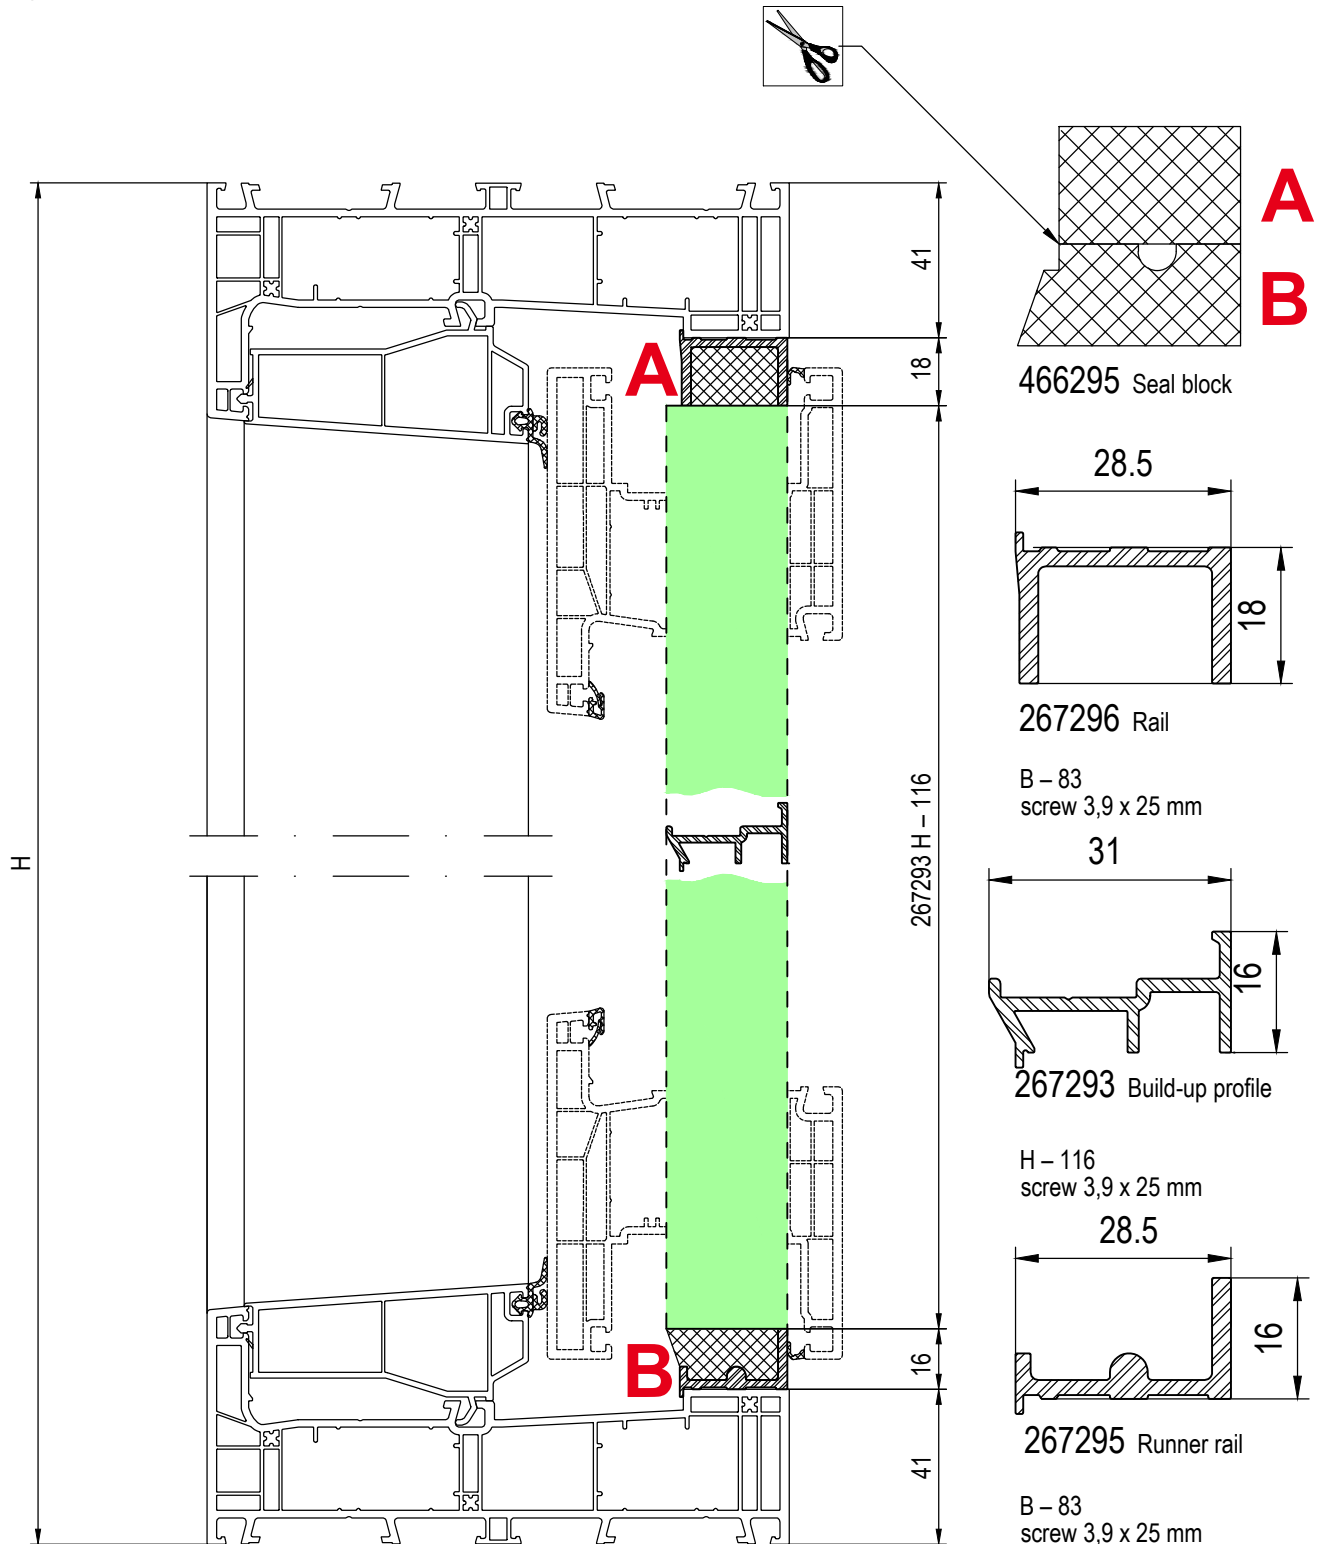 A
B
466295 Seal block
28.5
18
267296 Rail
B – 83
screw 3,9 x 25 mm
31
16
267293 Build-up profile
H – 116
screw 3,9 x 25 mm
28.5
16
267295 Runner rail
B – 83
screw 3,9 x 25 mm
H
A
B
41
18
267293 H – 116
16
41